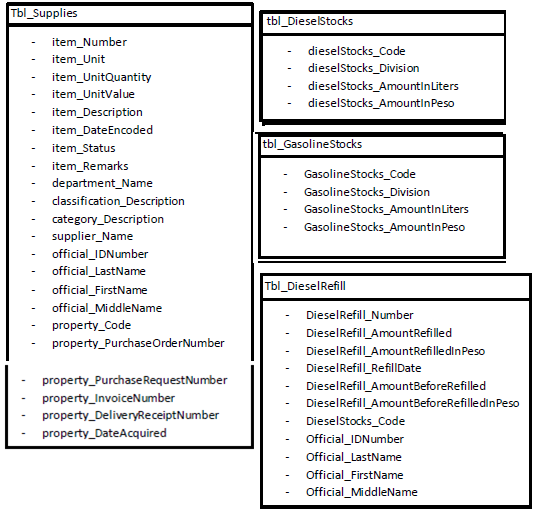 Tbl_Supplies
- item_Number
- item_Unit
- item_UnitQuantity
- item_UnitValue
- item_Description
- item_DateEncoded
- item_Status
- item_Remarks
- department_Name
- classification_Description
- category_Description
- supplier_Name
- official_IDNumber
- official_LastName
- official_FirstName
- official_MiddleName
- property_Code
- property_PurchaseOrderNumber
- property_PurchaseRequestNumber
- property_InvoiceNumber
- property_DeliveryReceiptNumber
- property_DateAcquired
tbl_DieselStocks
- dieselStocks_Code
- dieselStocks_Division
- dieselStocks_AmountInLiters
- dieselStocks_AmountInPeso
tbl_GasolineStocks
- GasolineStocks_Code
- GasolineStocks_Division
- GasolineStocks_AmountInLiters
- GasolineStocks_AmountInPeso
Tbl_DieselRefill
- DieselRefill_Number
- DieselRefill_AmountRefilled
- DieselRefill_AmountRefilledInPeso
- DieselRefill_RefillDate
- DieselRefill_AmountBeforeRefilled
- DieselRefill_AmountBeforeRefilledInPeso
- DieselStocks_Code
- Official_IDNumber
- Official_LastName
- Official_FirstName
- Official_MiddleName